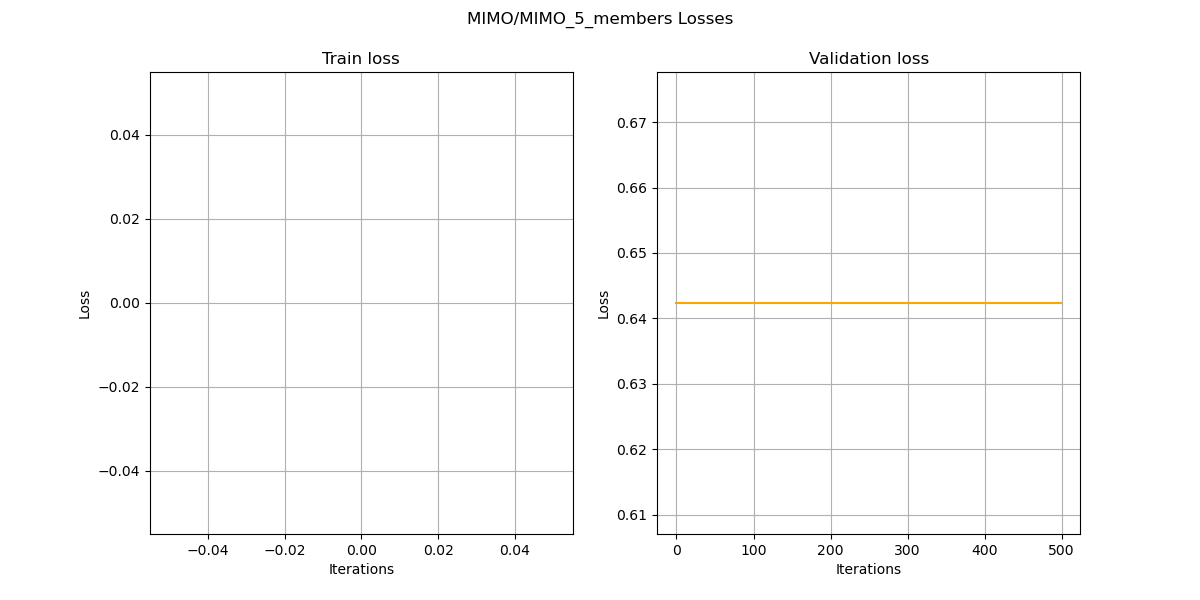 MIMO/MIMO_5_members Losses
Train loss
Loss
0.04
0.02
0.00
−0.02
−0.04
−0.04 −0.02 0.00 0.02 0.04
Iterations
Validation loss
Loss
0.67
0.66
0.65
0.64
0.63
0.62
0.61
0 100 200 300 400 500
Iterations